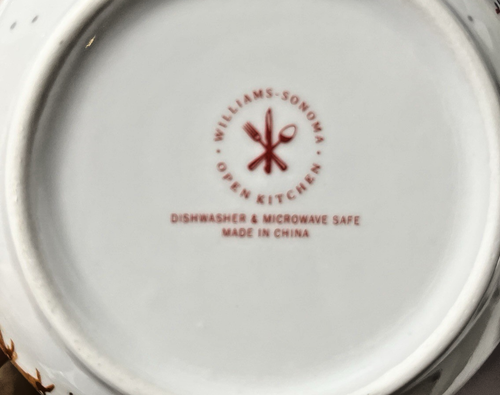 WILLIAMS-SONOMA
OPEN KITCHEN
DISHWASHER & MICROWAVE SAFE
MADE IN CHINA